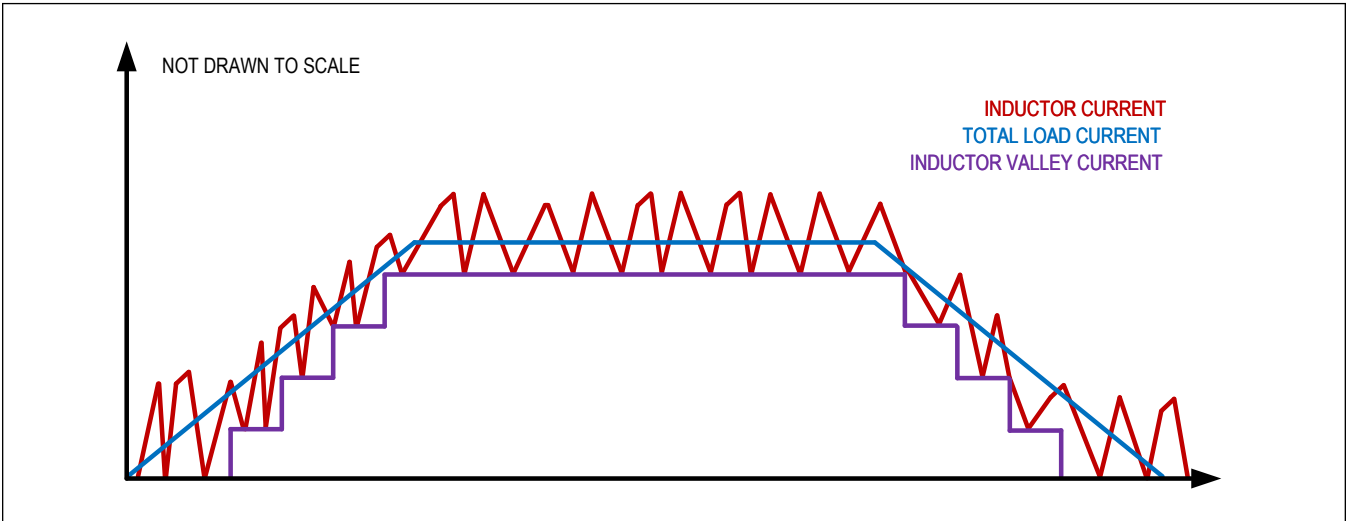 NOT DRAWN TO SCALE
INDUCTOR CURRENT
TOTAL LOAD CURRENT
INDUCTOR VALLEY CURRENT